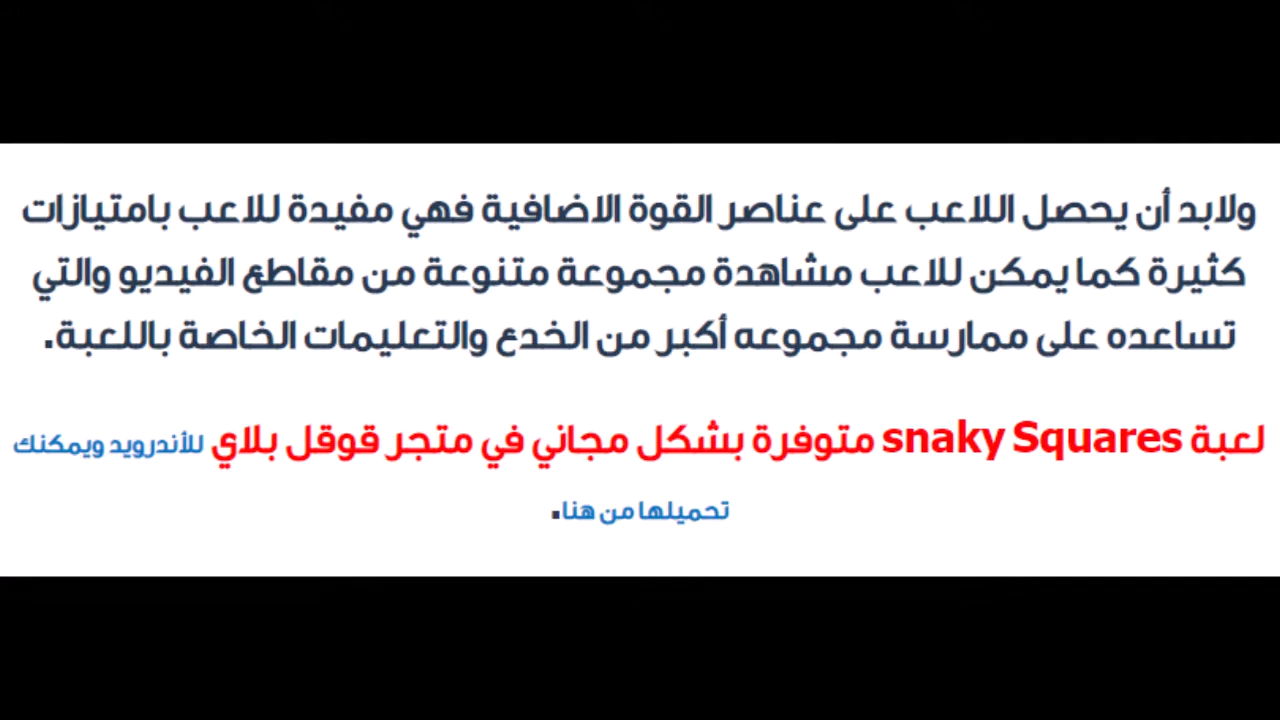 ولابد أن يحصل اللاعب على عناصر القوة الاضافية فهي مفيدة للاعب بامتيازات
كثيرة كما يمكن للاعب مشاهدة مجموعة متنوعة من مقاطع الفيديو والتي
تساعده على ممارسة مجموعه أكبر من الخدع والتعليمات الخاصة باللعبة.
لعبة snaky Squares متوفرة بشكل مجاني في متجر قوقل بلاي للأندرويد ويمكنك
تحميلها من هنا.